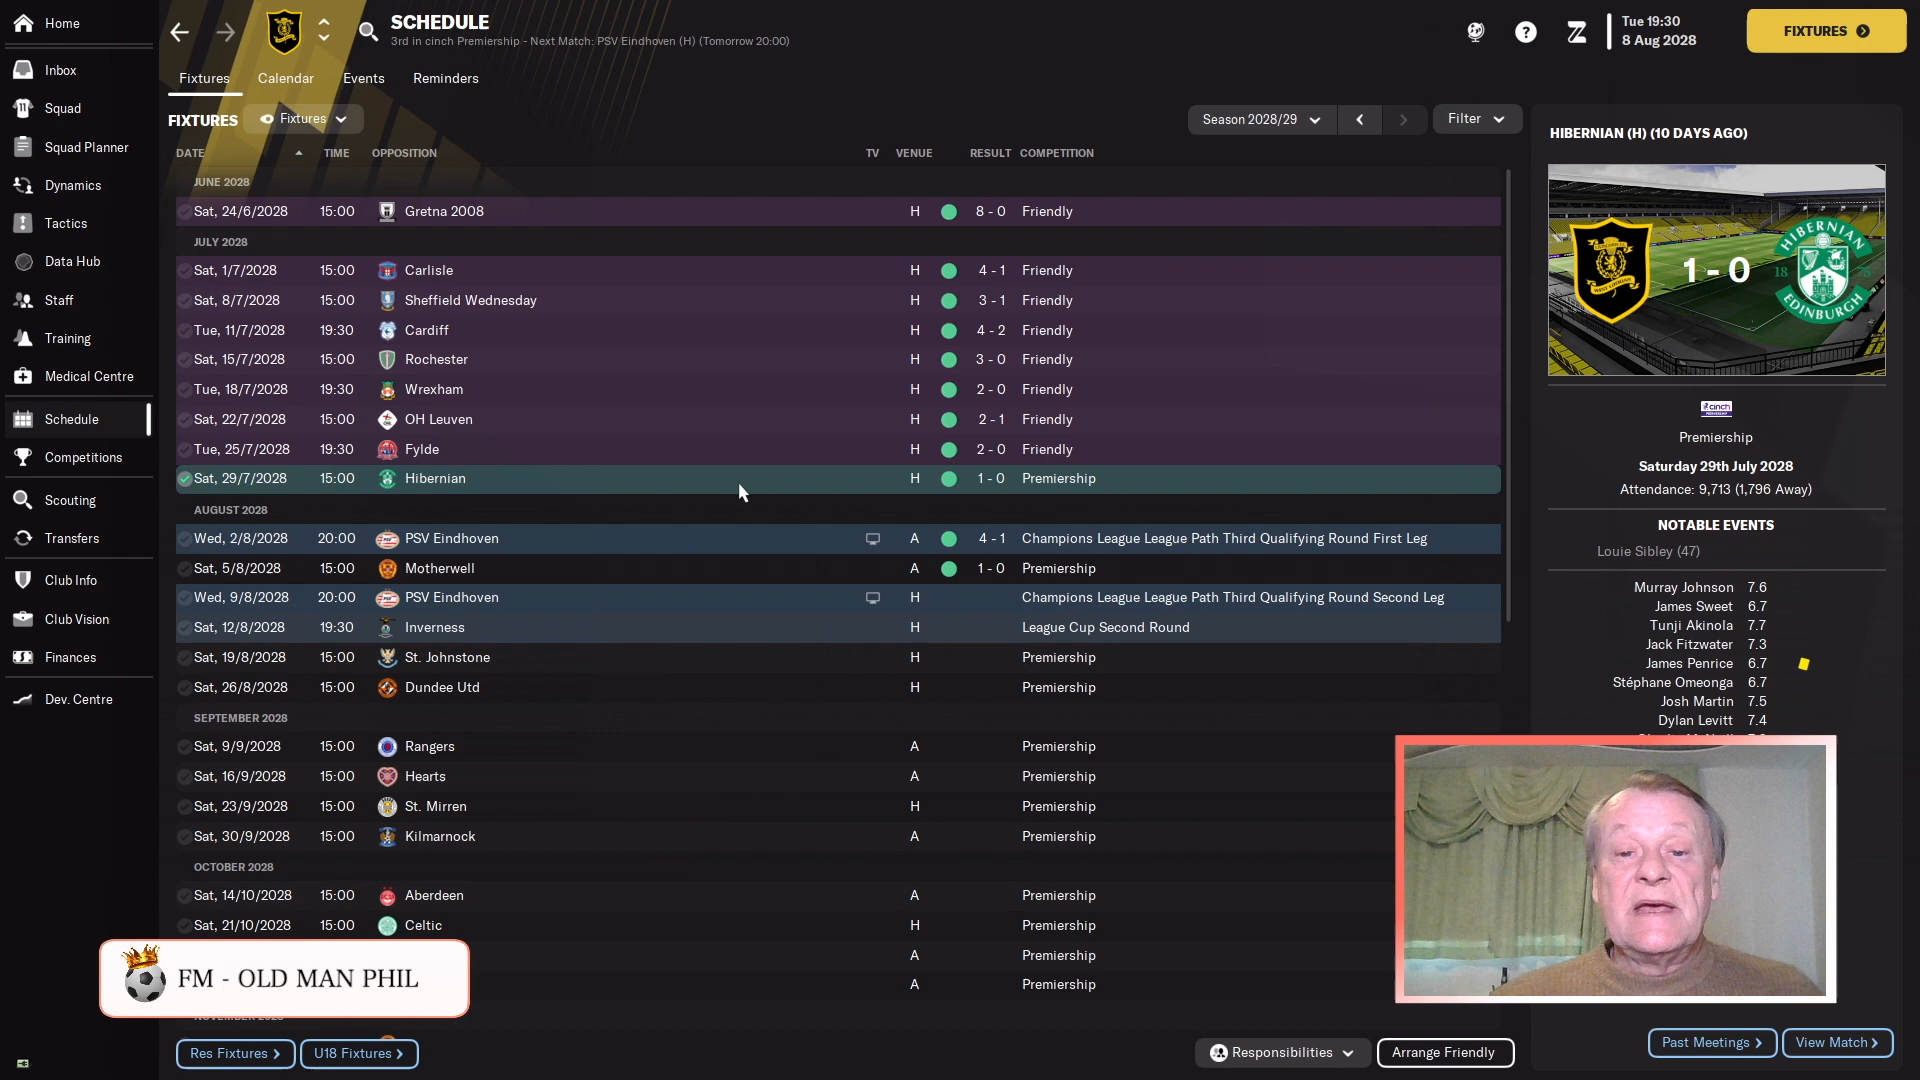 Home
Inbox
Squad
Squad Planner
Dynamics
Tactics
Data Hub
Staff
Training
Medical Centre
Schedule
Competitions
Scouting
Transfers
Club Info
Club Vision
Finances
Dev. Centre
SCHEDULE
3rd in cinch Premiership - Next Match: PSV Eindhoven (H) (Tomorrow 20:00)
Tue 19:30
8 Aug 2028
FIXTURES
Fixtures Calendar Events Reminders
FIXTURES Fixtures Season 2028/29 Filter
DATE TIME OPPOSITION TV VENUE RESULT COMPETITION
JUNE 2028
Sat, 24/6/2028 15:00 Gretna 2008 H 8 - 0 Friendly
JULY 2028
Sat, 1/7/2028 15:00 Carlisle H 4 - 1 Friendly
Sat, 8/7/2028 15:00 Sheffield Wednesday H 3 - 1 Friendly
Tue, 11/7/2028 19:30 Cardiff H 4 - 2 Friendly
Sat, 15/7/2028 15:00 Rochester H 3 - 0 Friendly
Tue, 18/7/2028 19:30 Wrexham H 2 - 0 Friendly
Sat, 22/7/2028 15:00 OH Leuven H 2 - 1 Friendly
Tue, 25/7/2028 19:30 Fylde H 2 - 0 Friendly
Sat, 29/7/2028 15:00 Hibernian H 1 - 0 Premiership
AUGUST 2028
Wed, 2/8/2028 20:00 PSV Eindhoven A 4 - 1 Champions League League Path Third Qualifying Round First Leg
Sat, 5/8/2028 15:00 Motherwell A 1 - 0 Premiership
Wed, 9/8/2028 20:00 PSV Eindhoven H Champions League League Path Third Qualifying Round Second Leg
Sat, 12/8/2028 19:30 Inverness H League Cup Second Round
Sat, 19/8/2028 15:00 St. Johnstone H Premiership
Sat, 26/8/2028 15:00 Dundee Utd H Premiership
SEPTEMBER 2028
Sat, 9/9/2028 15:00 Rangers A Premiership
Sat, 16/9/2028 15:00 Hearts A Premiership
Sat, 23/9/2028 15:00 St. Mirren H Premiership
Sat, 30/9/2028 15:00 Kilmarnock A Premiership
OCTOBER 2028
Sat, 14/10/2028 15:00 Aberdeen A Premiership
Sat, 21/10/2028 15:00 Celtic H Premiership
A Premiership
A Premiership
FM - OLD MAN PHIL
Res Fixtures U18 Fixtures Responsibilities Arrange Friendly
HIBERNIAN (H) (10 DAYS AGO)
1 - 0
HIBERNIAN
18 75
EDINBURGH
cinch
Premiership
Saturday 29th July 2028
Attendance: 9,713 (1,796 Away)
NOTABLE EVENTS
Louie Sibley (47)
Murray Johnson 7.6
James Sweet 6.7
Tunji Akinola 7.7
Jack Fitzwater 7.3
James Penrice 6.7
Stéphane Omeonga 6.7
Josh Martin 7.5
Dylan Levitt 7.4
Past Meetings View Match